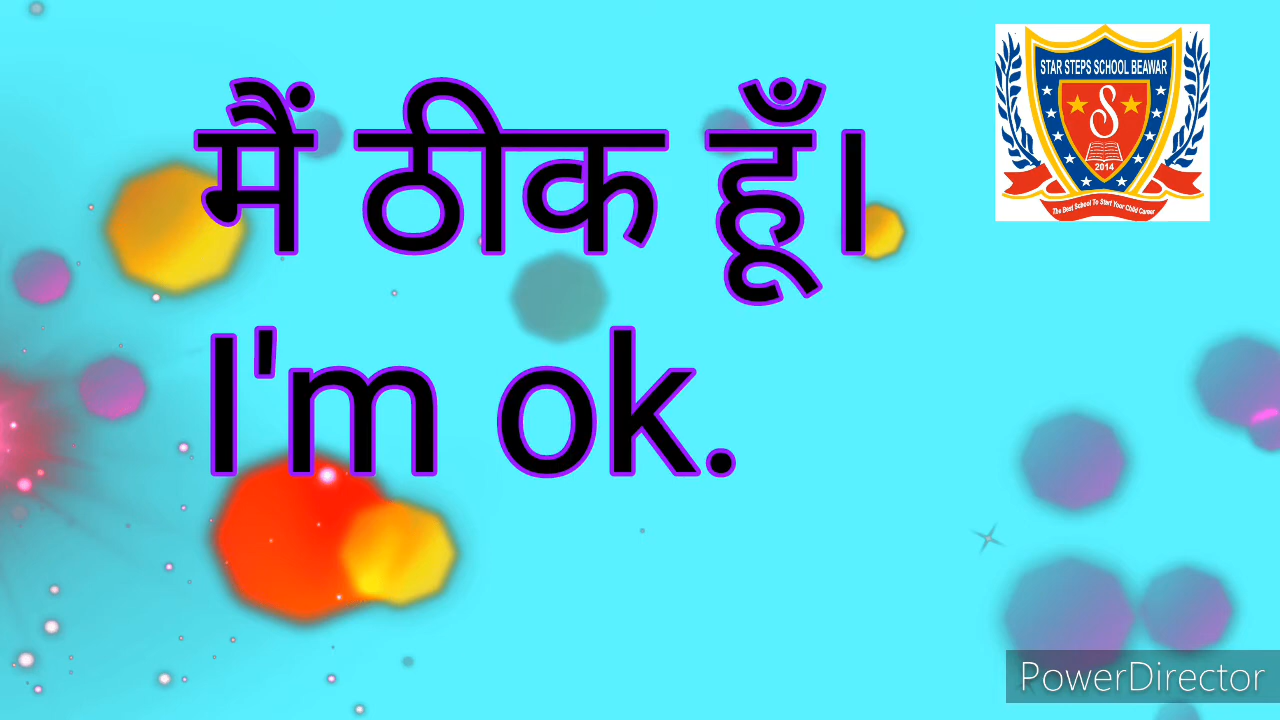 मैं ठीक हूँ।
I'm ok.
STAR STEPS SCHOOL BEAWAR
S
2014
The Best School To Start Your Child Career
PowerDirector